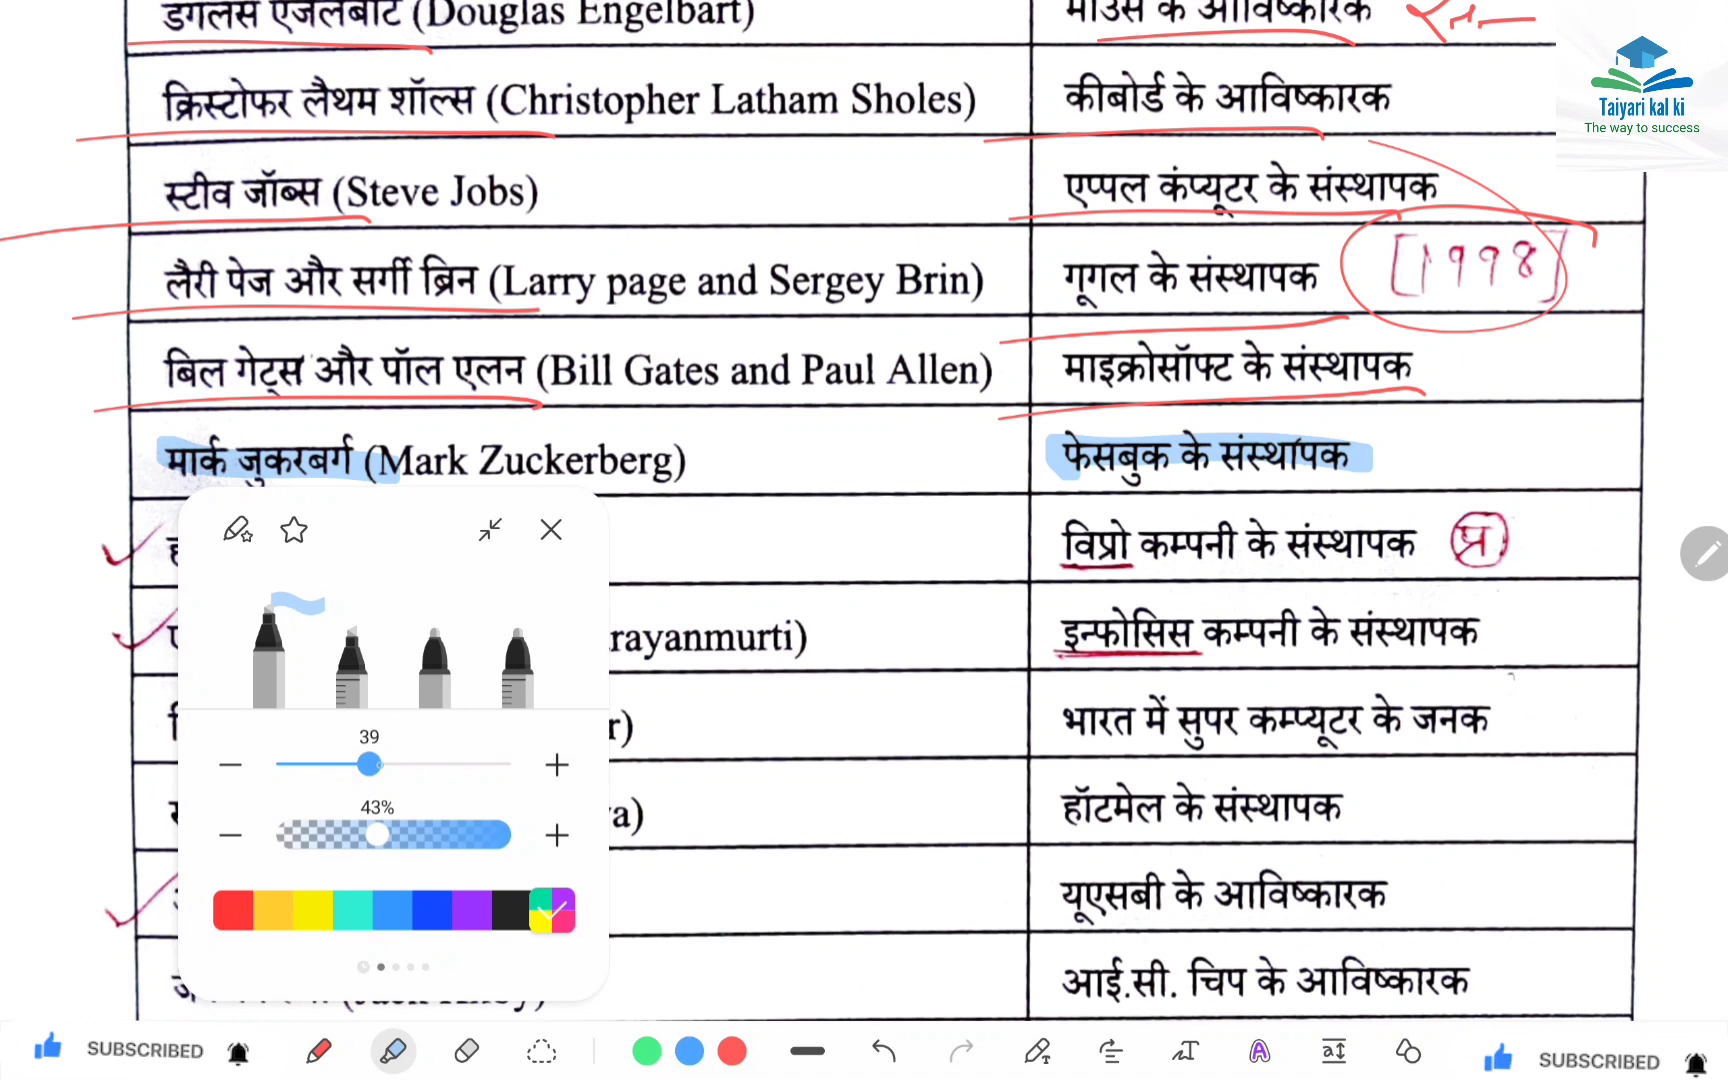 डगलस एंजेलबार्ट (Douglas Engelbart) माउस के आविष्कारक
Taiyari kal ki
The way to success
क्रिस्टोफर लैथम शॉल्स (Christopher Latham Sholes) कीबोर्ड के आविष्कारक
स्टीव जॉब्स (Steve Jobs) एप्पल कंप्यूटर के संस्थापक
लैरी पेज और सर्गी ब्रिन (Larry page and Sergey Brin) गूगल के संस्थापक [1998]
बिल गेट्स और पॉल एलन (Bill Gates and Paul Allen) माइक्रोसॉफ्ट के संस्थापक
मार्क जुकरबर्ग (Mark Zuckerberg) फेसबुक के संस्थापक
विप्रो कम्पनी के संस्थापक प्र
rayanmurti) इन्फोसिस कम्पनी के संस्थापक
r) भारत में सुपर कम्प्यूटर के जनक
a) हॉटमेल के संस्थापक
यूएसबी के आविष्कारक
आई.सी. चिप के आविष्कारक
39
43%
SUBSCRIBED SUBSCRIBED